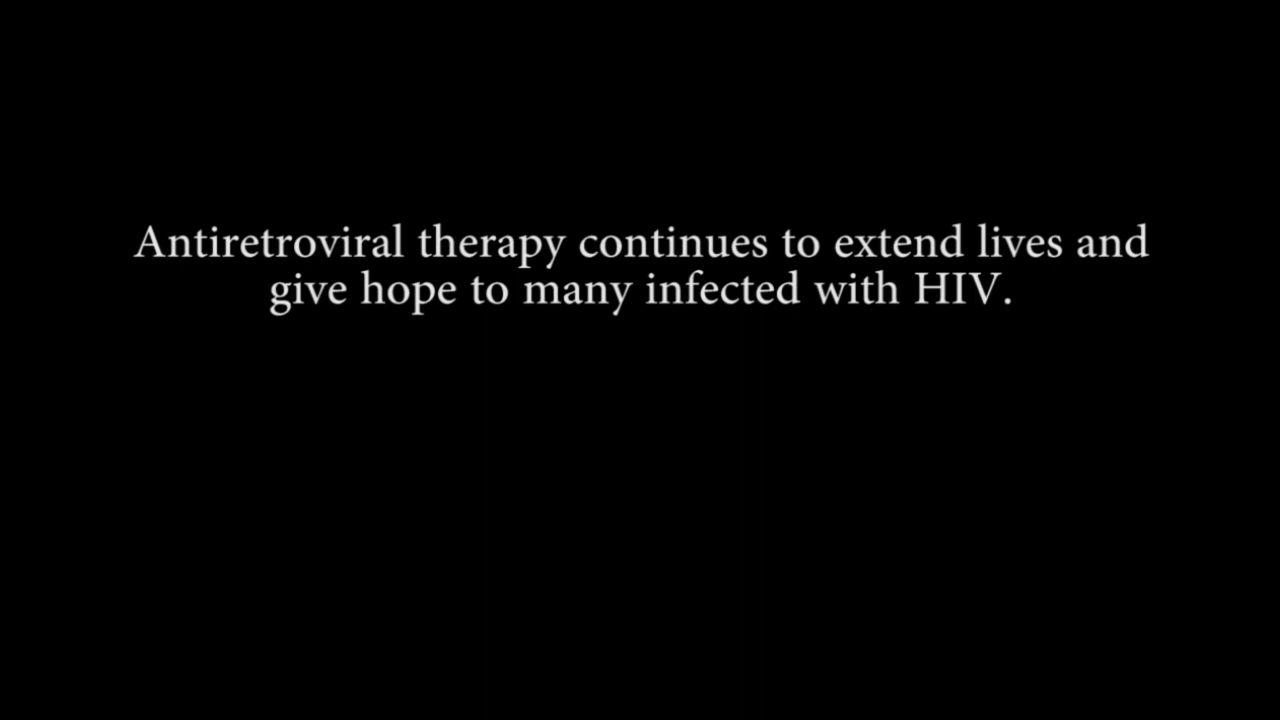 Antiretroviral therapy continues to extend lives and
give hope to many infected with HIV.